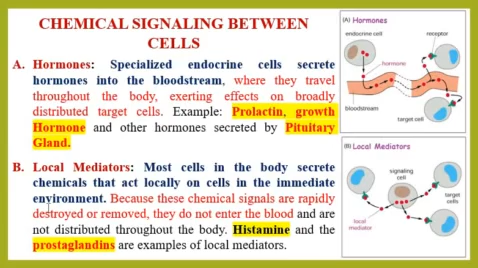 CHEMICAL SIGNALING BETWEEN
CELLS
A. Hormones: Specialized endocrine cells secrete
hormones into the bloodstream, where they travel
throughout the body, exerting effects on broadly
distributed target cells. Example: Prolactin, growth
Hormone and other hormones secreted by Pituitary
Gland.
B. Local Mediators: Most cells in the body secrete
chemicals that act locally on cells in the immediate
environment. Because these chemical signals are rapidly
destroyed or removed, they do not enter the blood and are
not distributed throughout the body. Histamine and the
prostaglandins are examples of local mediators.
(A) Hormones
endocrine cell
receptor
hormone
bloodstream
target cell
(B) Local Mediators
signaling
cell
target
cells
local
mediator